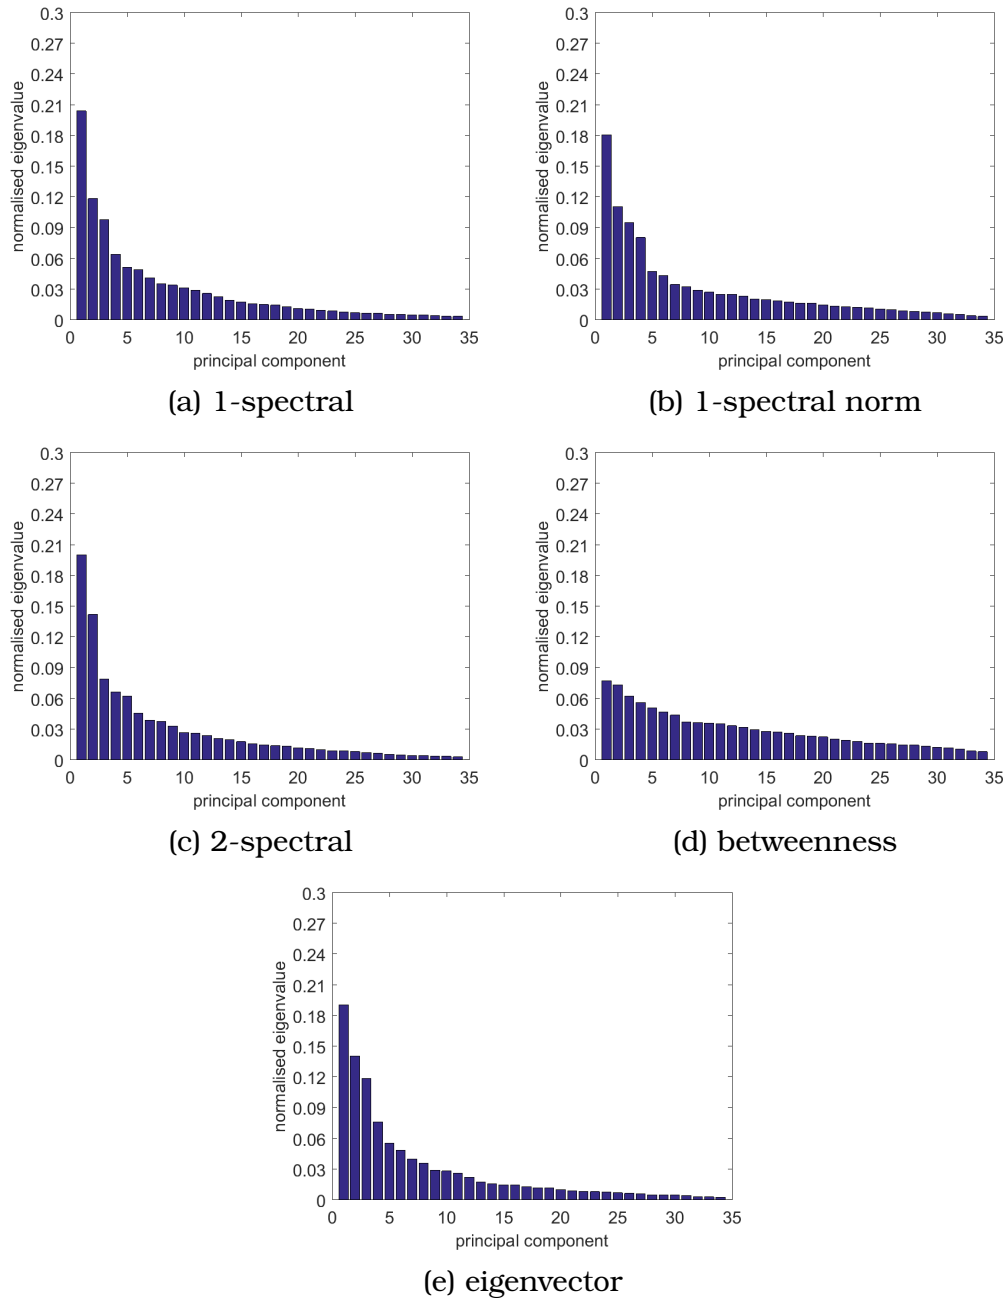 0.3
0.27
0.24
0.21
0.18
0.15
0.12
0.09
0.06
0.03
0
normalised eigenvalue
0 5 10 15 20 25 30 35
principal component
(a) 1-spectral
0.3
0.27
0.24
0.21
0.18
0.15
0.12
0.09
0.06
0.03
0
normalised eigenvalue
0 5 10 15 20 25 30 35
principal component
(b) 1-spectral norm
0.3
0.27
0.24
0.21
0.18
0.15
0.12
0.09
0.06
0.03
0
normalised eigenvalue
0 5 10 15 20 25 30 35
principal component
(c) 2-spectral
0.3
0.27
0.24
0.21
0.18
0.15
0.12
0.09
0.06
0.03
0
normalised eigenvalue
0 5 10 15 20 25 30 35
principal component
(d) betweenness
0.3
0.27
0.24
0.21
0.18
0.15
0.12
0.09
0.06
0.03
0
normalised eigenvalue
0 5 10 15 20 25 30 35
principal component
(e) eigenvector